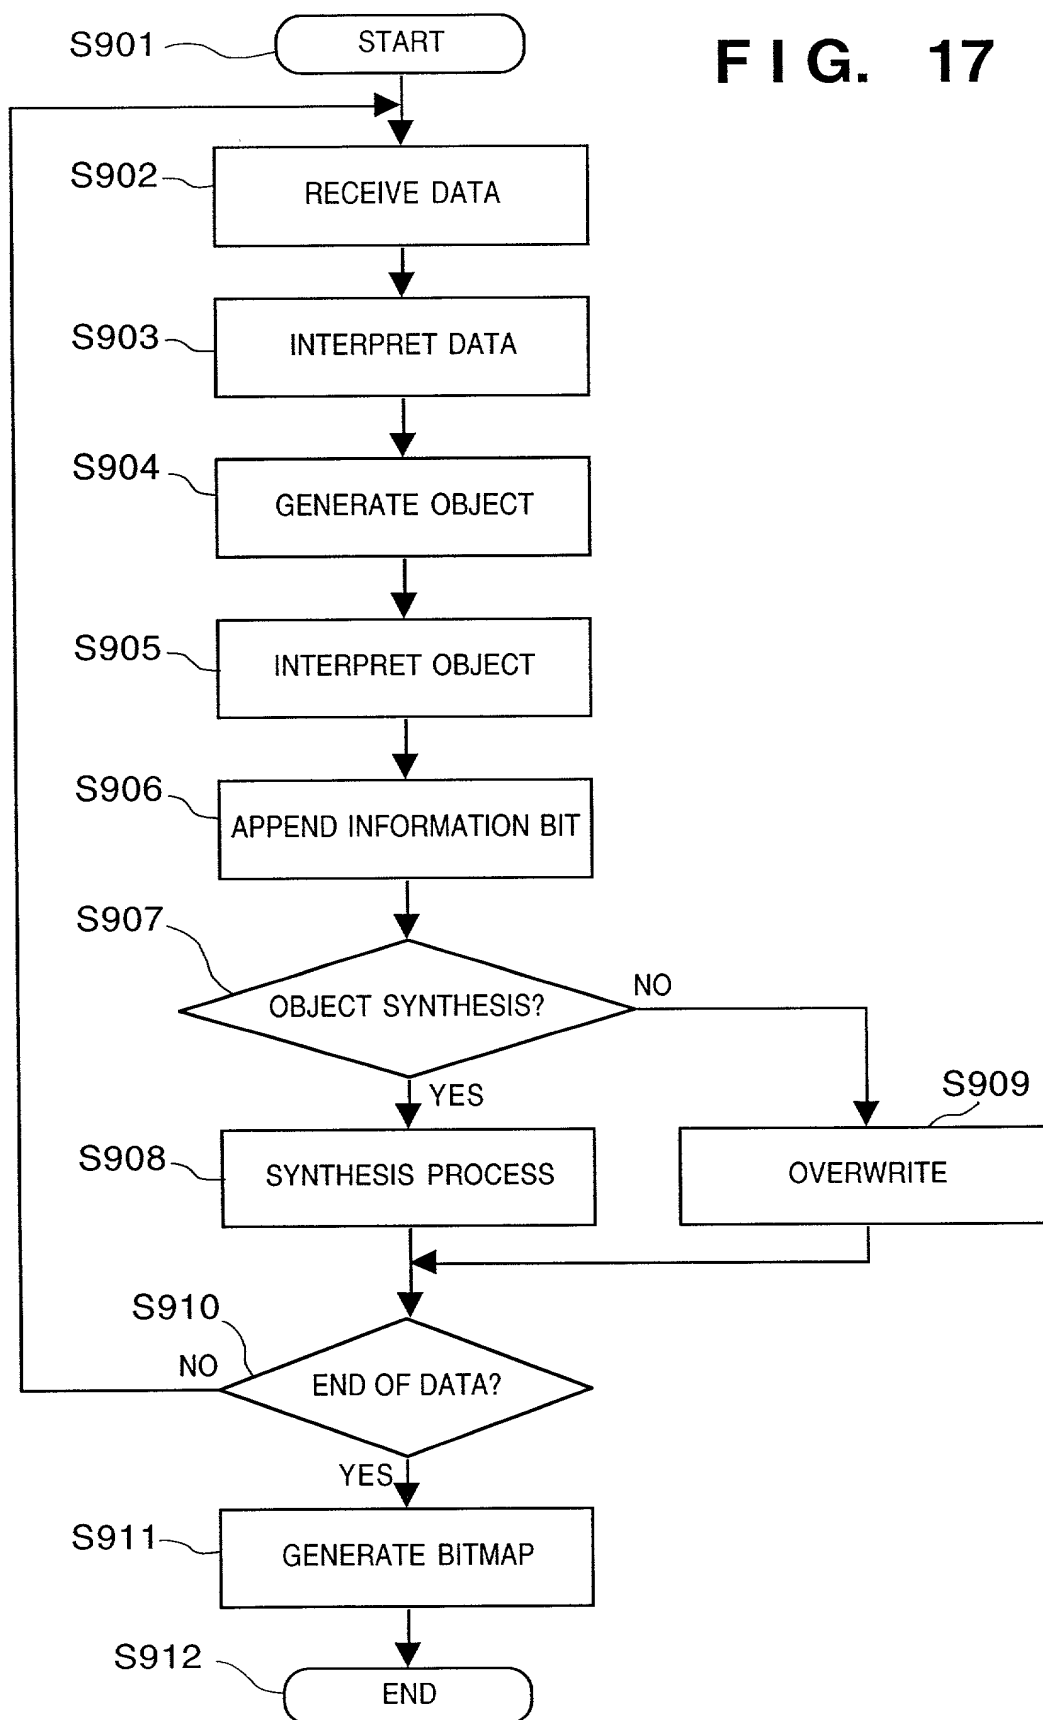 FIG. 17
S901
START
S902
RECEIVE DATA
S903
INTERPRET DATA
S904
GENERATE OBJECT
S905
INTERPRET OBJECT
S906
APPEND INFORMATION BIT
S907
OBJECT SYNTHESIS?
NO
YES
S908
SYNTHESIS PROCESS
S909
OVERWRITE
S910
NO
END OF DATA?
YES
S911
GENERATE BITMAP
S912
END